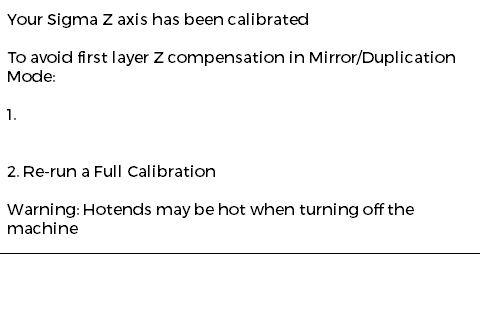 Your Sigma Z axis has been calibrated
To avoid first layer Z compensation in Mirror/Duplication
Mode:
1.
2. Re-run a Full Calibration
Warning: Hotends may be hot when turning off the
machine